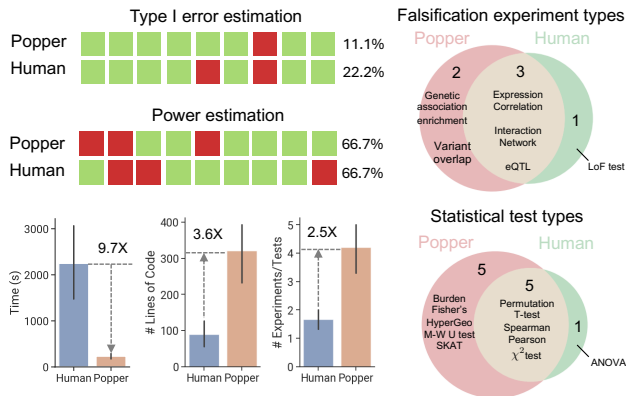 Type I error estimation
Popper 11.1%
Human 22.2%
Power estimation
Popper 66.7%
Human 66.7%
Time (s)
3000
2000
1000
0
9.7X
Human Popper
# Lines of Code
400
300
200
100
0
3.6X
Human Popper
# Experiments/Tests
5
4
3
2
1
0
2.5X
Human Popper
Falsification experiment types
Popper Human
2
Genetic
association
enrichment
Variant
overlap
3
Expression
Correlation
Interaction
Network
eQTL
1
LoF test
Statistical test types
Popper Human
5
Burden
Fisher's
HyperGeo
M-W U test
SKAT
5
Permutation
T-test
Spearman
Pearson
χ² test
1
ANOVA